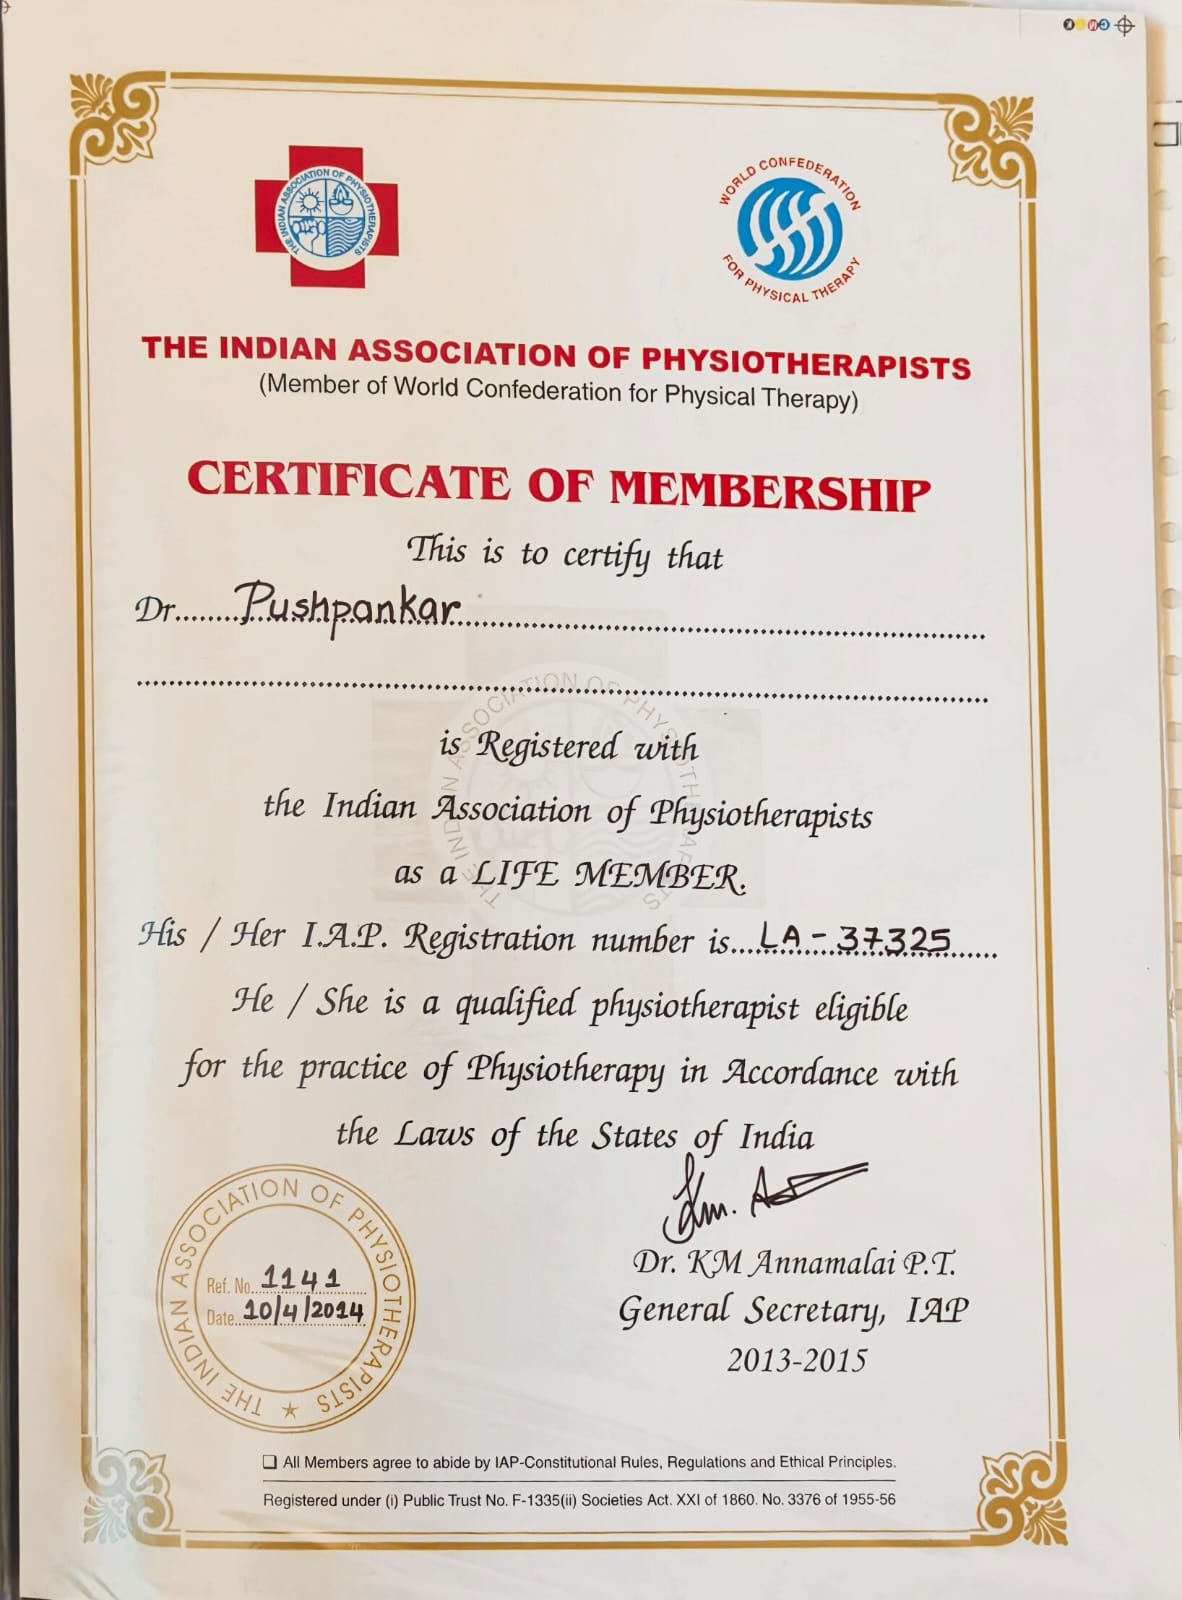 THE INDIAN ASSOCIATION OF PHYSIOTHERAPISTS
WORLD CONFEDERATION
FOR PHYSICAL THERAPY
THE INDIAN ASSOCIATION OF PHYSIOTHERAPISTS
(Member of World Confederation for Physical Therapy)
CERTIFICATE OF MEMBERSHIP
This is to certify that
Dr........Pushpankar
is Registered with
the Indian Association of Physiotherapists
as a LIFE MEMBER.
His / Her I.A.P. Registration number is....LA-37325......
He / She is a qualified physiotherapist eligible
for the practice of Physiotherapy in Accordance with
the Laws of the States of India
Dr. KM Annamalai P.T.
General Secretary, IAP
2013-2015
THE INDIAN ASSOCIATION OF PHYSIOTHERAPISTS
Ref. No. 1141
Date. 10/4/2014
❑ All Members agree to abide by IAP-Constitutional Rules, Regulations and Ethical Principles.
Registered under (i) Public Trust No. F-1335(ii) Societies Act. XXI of 1860. No. 3376 of 1955-56